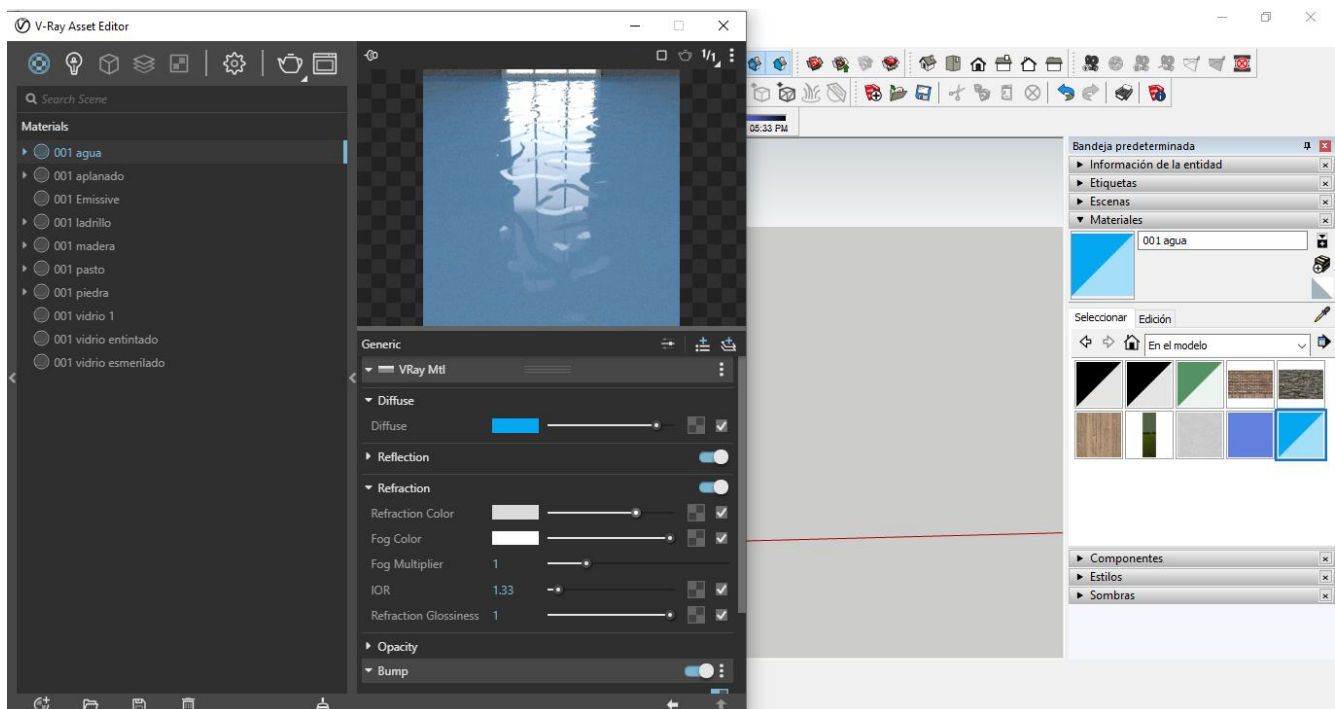 V-Ray Asset Editor
Search Scene
Materials
001 agua
001 aplanado
001 Emissive
001 ladrillo
001 madera
001 pasto
001 piedra
001 vidrio 1
001 vidrio entintado
001 vidrio esmerilado
1/1
Generic
VRay Mtl
Diffuse
Diffuse
Reflection
Refraction
Refraction Color
Fog Color
Fog Multiplier 1
IOR 1.33
Refraction Glossiness 1
Opacity
Bump
05:33 PM
Bandeja predeterminada
Información de la entidad
Etiquetas
Escenas
Materiales
001 agua
Seleccionar Edición
En el modelo
Componentes
Estilos
Sombras